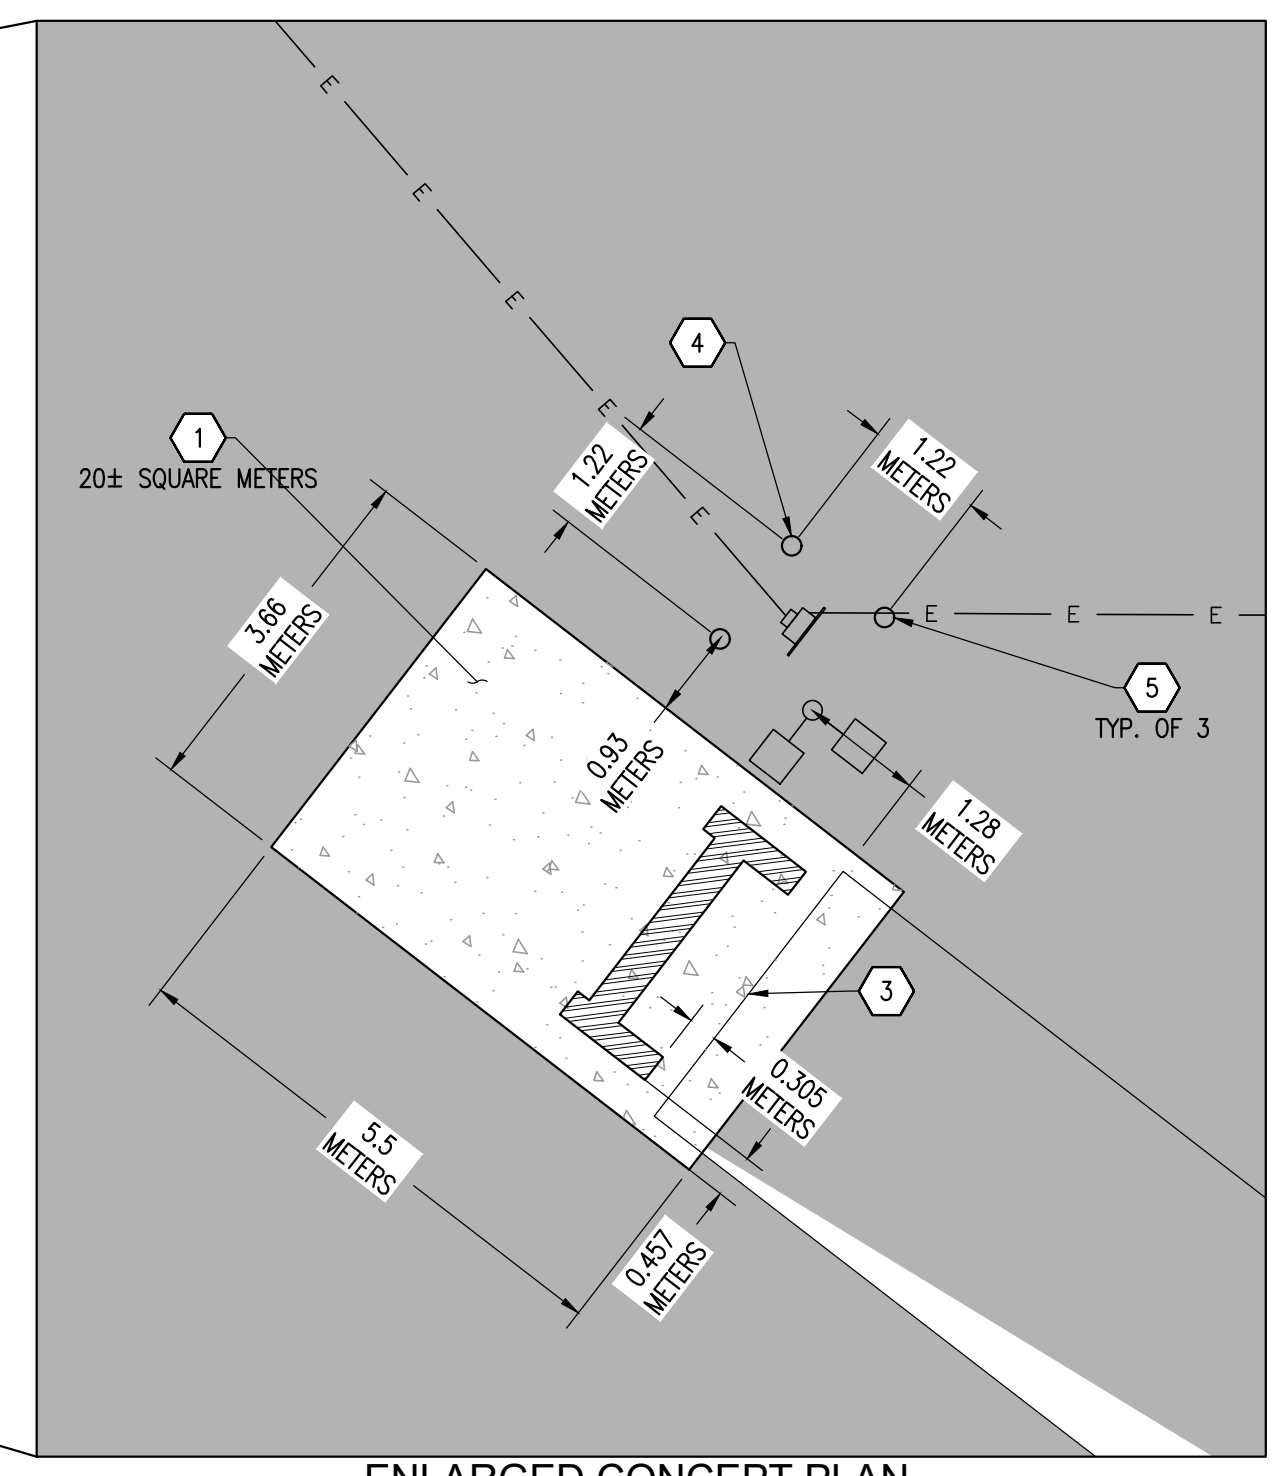 E
E
E
4
E
1
20± SQUARE METERS
1.22
METERS
1.22
METERS
E
3.66
METERS
E
E
E
5
TYP. OF 3
0.93
METERS
1.28
METERS
3
0.305
METERS
5.5
METERS
0.457
METERS
ENLARGED CONCEPT PLAN